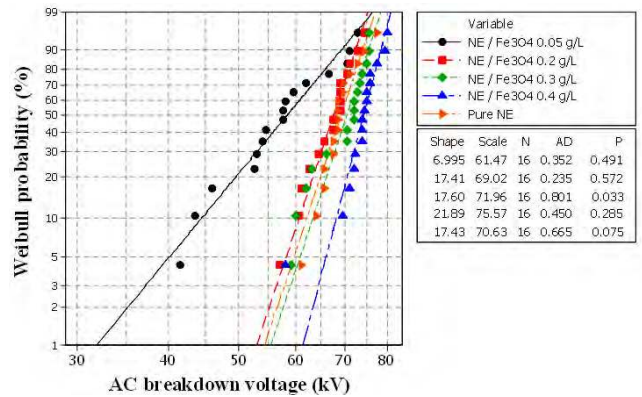 Weibull probability (%)
99
90
80
70
60
50
40
30
20
10
5
3
2
1
30 40 50 60 70 80
AC breakdown voltage (kV)
Variable
NE / Fe3O4 0.05 g/L
NE / Fe3O4 0.2 g/L
NE / Fe3O4 0.3 g/L
NE / Fe3O4 0.4 g/L
Pure NE
Shape Scale N AD P
6.995 61.47 16 0.352 0.491
17.41 69.02 16 0.235 0.572
17.60 71.96 16 0.801 0.033
21.89 75.57 16 0.450 0.285
17.43 70.63 16 0.665 0.075